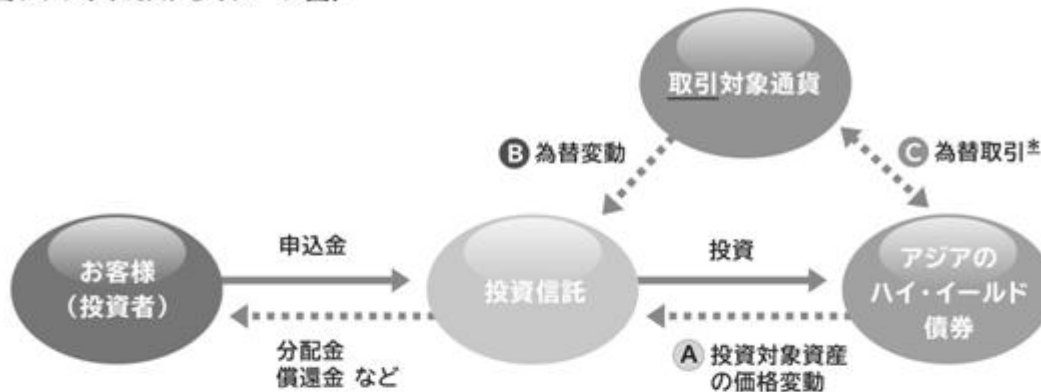 取引対象通貨
B 為替変動
C 為替取引*
申込金
投資
お客様
(投資者)
投資信託
アジアの
ハイ・イールド
債券
分配金
償還金 など
A 投資対象資産
の価格変動